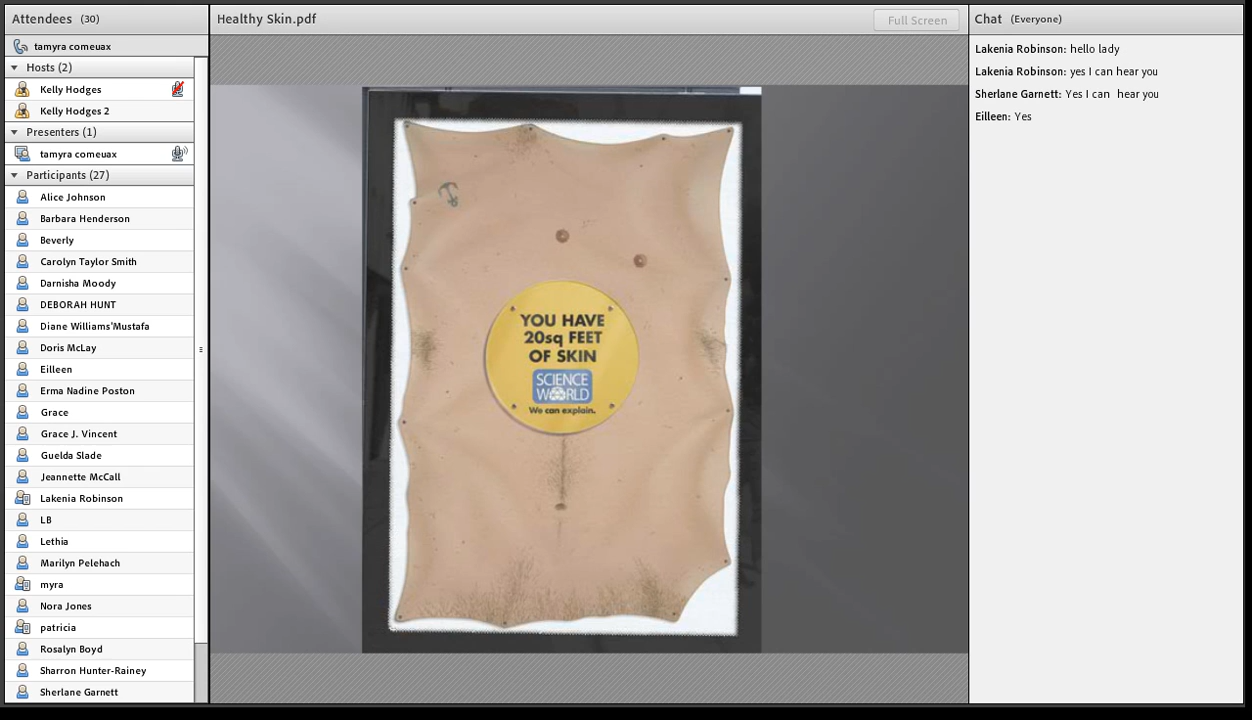 Attendees (30)
tamyra comeuax
Hosts (2)
Kelly Hodges
Kelly Hodges 2
Presenters (1)
tamyra comeuax
Participants (27)
Alice Johnson
Barbara Henderson
Beverly
Carolyn Taylor Smith
Darnisha Moody
DEBORAH HUNT
Diane Williams'Mustafa
Doris McLay
Eilleen
Erma Nadine Poston
Grace
Grace J. Vincent
Guelda Slade
Jeannette McCall
Lakenia Robinson
LB
Lethia
Marilyn Pelehach
myra
Nora Jones
patricia
Rosalyn Boyd
Sharron Hunter-Rainey
Sherlane Garnett
Healthy Skin.pdf
Full Screen
YOU HAVE
20sq FEET
OF SKIN
SCIENCE
WORLD
We can explain.
Chat (Everyone)
Lakenia Robinson: hello lady
Lakenia Robinson: yes I can hear you
Sherlane Garnett: Yes I can hear you
Eilleen: Yes